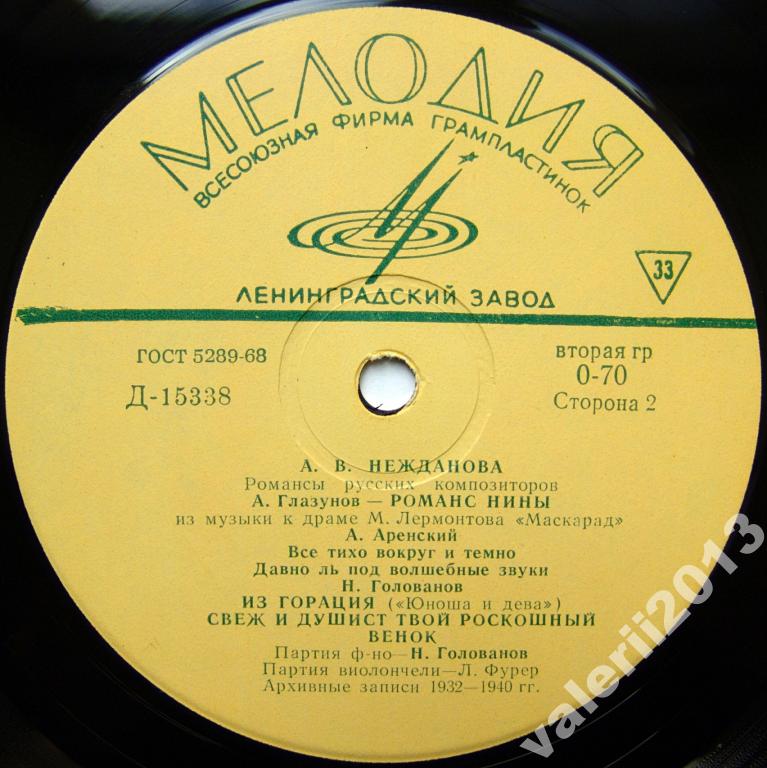 МЕЛОДИЯ
ВСЕСОЮЗНАЯ ФИРМА ГРАМПЛАСТИНОК
33
ЛЕНИНГРАДСКИЙ ЗАВОД
ГОСТ 5289-68
Д-15338
вторая гр
0-70
Сторона 2
А. В. НЕЖДАНОВА
Романсы русских композиторов
А. Глазунов — РОМАНС НИНЫ
из музыки к драме М. Лермонтова «Маскарад»
А. Аренский
Все тихо вокруг и темно
Давно ль под волшебные звуки
Н. Голованов
ИЗ ГОРАЦИЯ («Юноша и дева»)
СВЕЖ И ДУШИСТ ТВОЙ РОСКОШНЫЙ
ВЕНОК
Партия ф-но—Н. Голованов
Партия виолончели—Л. Фурер
Архивные записи 1932—1940 гг.
valerii2013